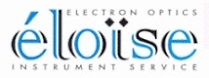 ELECTRON OPTICS
éloïse
INSTRUMENT SERVICE